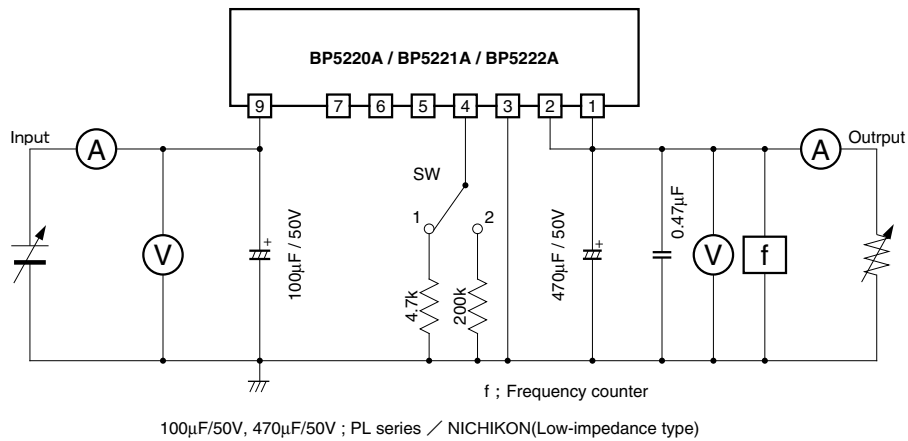 BP5220A / BP5221A / BP5222A
9 7 6 5 4 3 2 1
Input
A
A
Outrput
SW
1
2
V
100μF / 50V
+
4.7k
200k
470μF / 50V
+
0.47μF
V
f
f ; Frequency counter
100μF/50V, 470μF/50V ; PL series ／ NICHIKON(Low-impedance type)